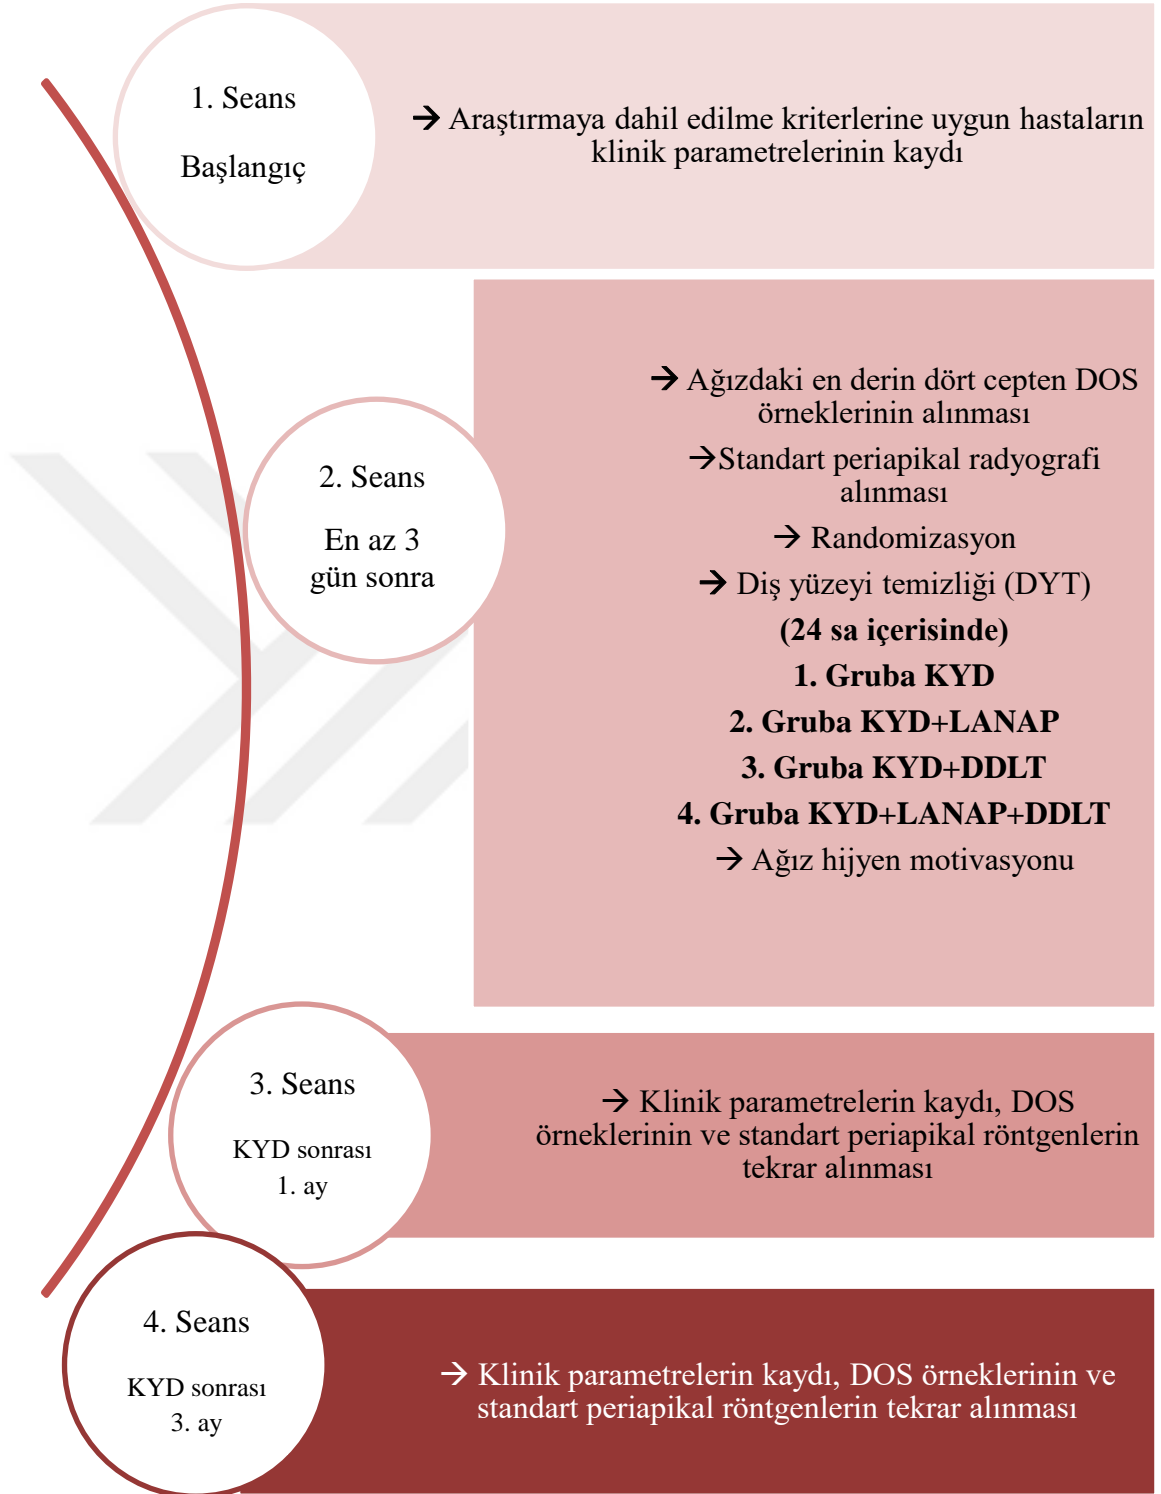 1. Seans
Başlangıç
→ Araştırmaya dahil edilme kriterlerine uygun hastaların
klinik parametrelerinin kaydı
2. Seans
En az 3
gün sonra
→ Ağızdaki en derin dört cepten DOS
örneklerinin alınması
→Standart periapikal radyografi
alınması
→ Randomizasyon
→ Diş yüzeyi temizliği (DYT)
(24 sa içerisinde)
1. Gruba KYD
2. Gruba KYD+LANAP
3. Gruba KYD+DDLT
4. Gruba KYD+LANAP+DDLT
→ Ağız hijyen motivasyonu
3. Seans
KYD sonrası
1. ay
→ Klinik parametrelerin kaydı, DOS
örneklerinin ve standart periapikal röntgenlerin
tekrar alınması
4. Seans
KYD sonrası
3. ay
→ Klinik parametrelerin kaydı, DOS örneklerinin ve
standart periapikal röntgenlerin tekrar alınması